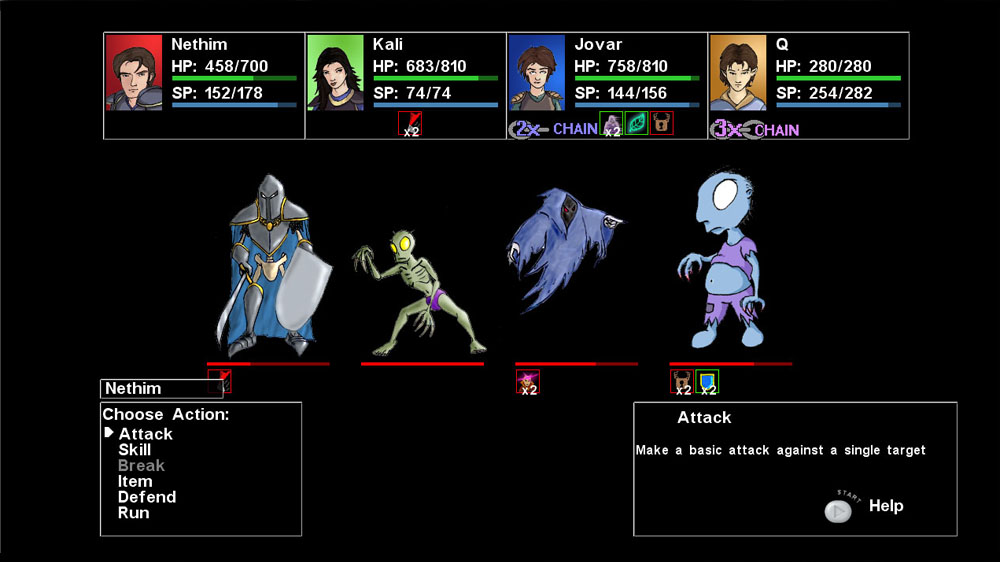 Nethim
HP: 458/700
SP: 152/178
Kali
HP: 683/810
SP: 74/74
x2
Jovar
HP: 758/810
SP: 144/156
2x CHAIN
x2
Q
HP: 280/280
SP: 254/282
3x CHAIN
x2
x2
x2
Nethim
Choose Action:
Attack
Skill
Break
Item
Defend
Run
Attack
Make a basic attack against a single target
START
Help